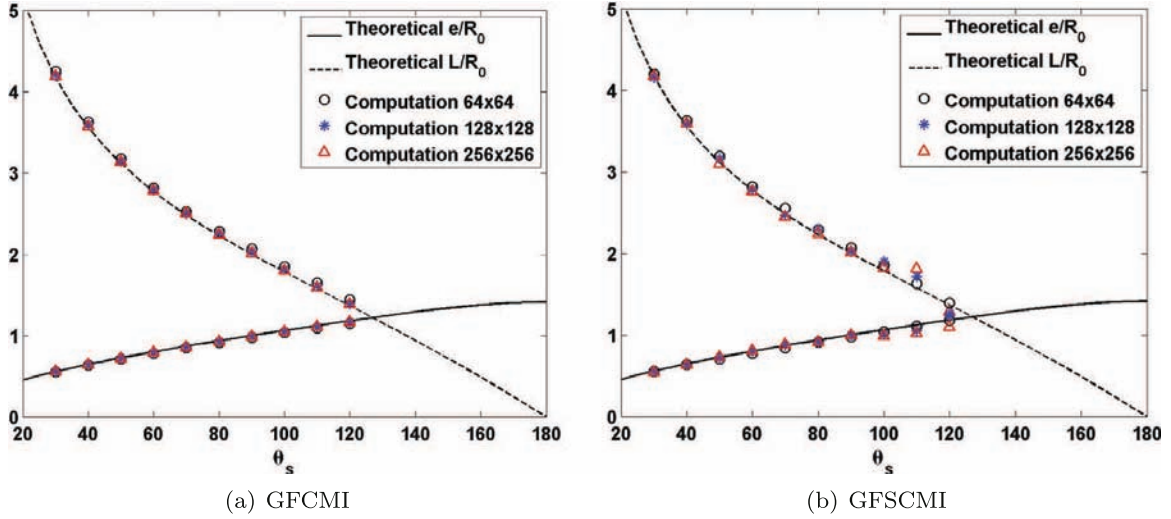 5
4
3
2
1
0
20 40 60 80 100 120 140 160 180
θs
Theoretical e/R0
Theoretical L/R0
Computation 64x64
Computation 128x128
Computation 256x256
(a) GFCMI
5
4
3
2
1
0
20 40 60 80 100 120 140 160 180
θs
Theoretical e/R0
Theoretical L/R0
Computation 64x64
Computation 128x128
Computation 256x256
(b) GFSCMI